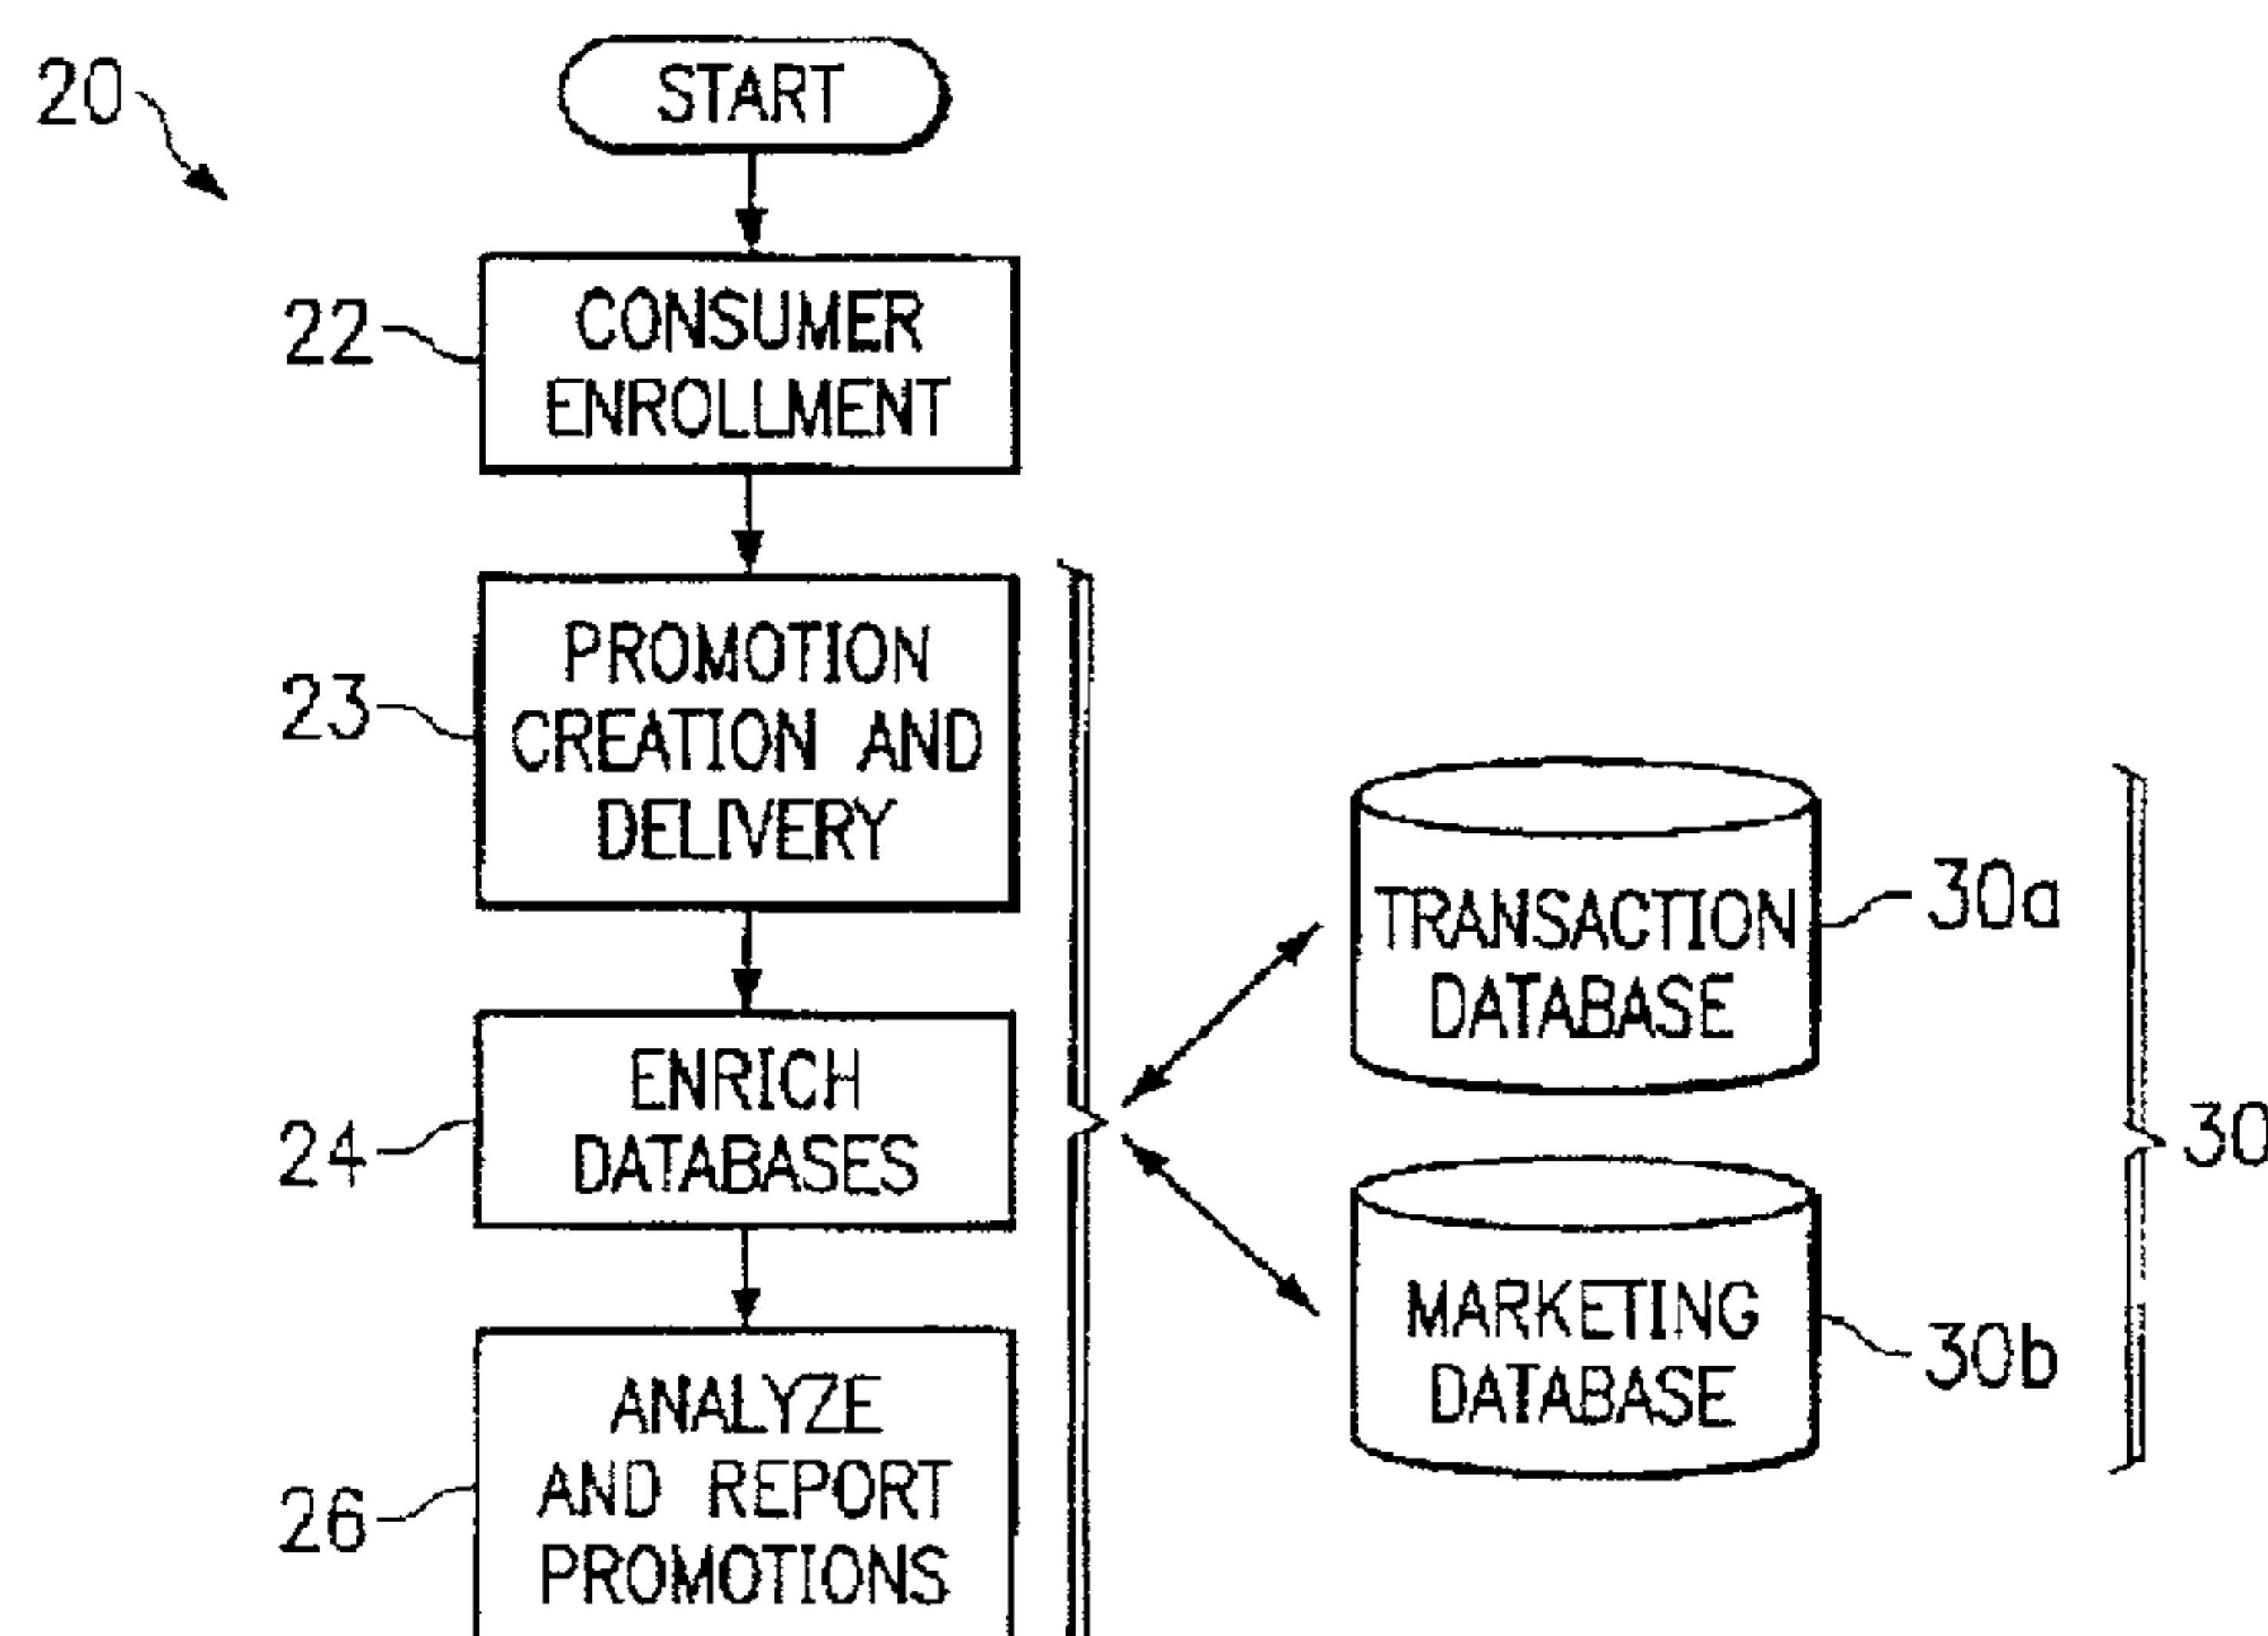 20
START
22
CONSUMER
ENROLLMENT
23
PROMOTION
CREATION AND
DELIVERY
24
ENRICH
DATABASES
26
ANALYZE
AND REPORT
PROMOTIONS
TRANSACTION
DATABASE
30a
MARKETING
DATABASE
30b
30